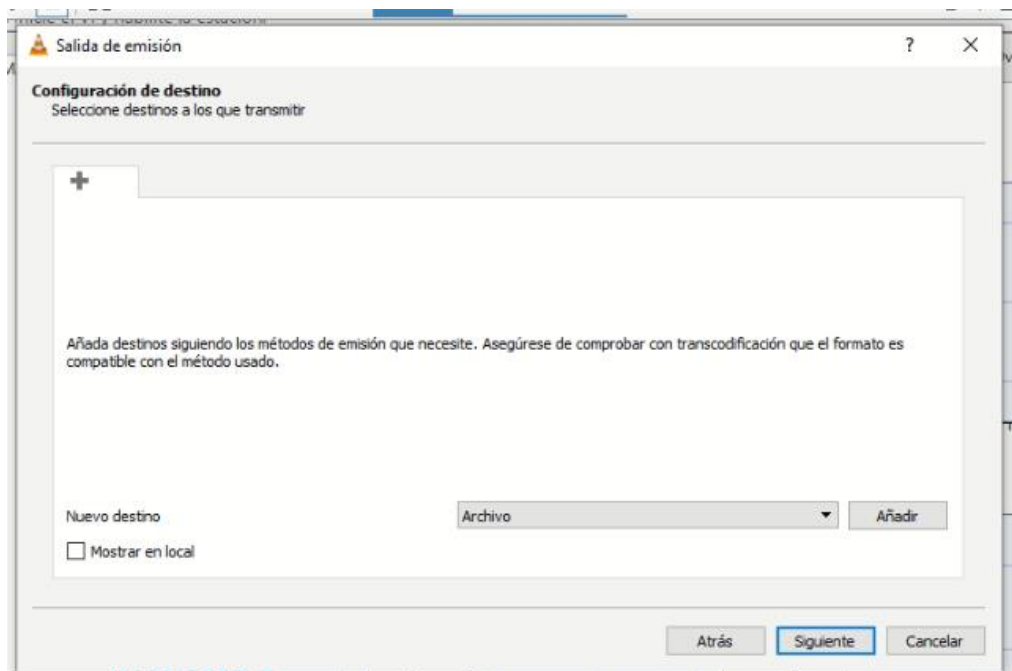 Salida de emisión
?
Configuración de destino
Seleccione destinos a los que transmitir
Añada destinos siguiendo los métodos de emisión que necesite. Asegúrese de comprobar con transcodificación que el formato es
compatible con el método usado.
Nuevo destino
Archivo
Añadir
Mostrar en local
Atrás
Siguiente
Cancelar